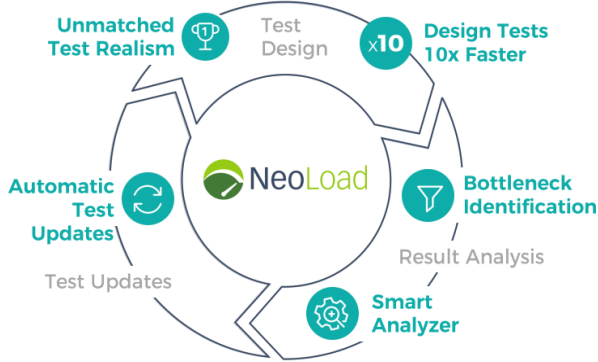 Unmatched
Test Realism
1
Test
Design
x10
Design Tests
10x Faster
NeoLoad
Automatic
Test
Updates
Bottleneck
Identification
Test Updates
Result Analysis
Smart
Analyzer